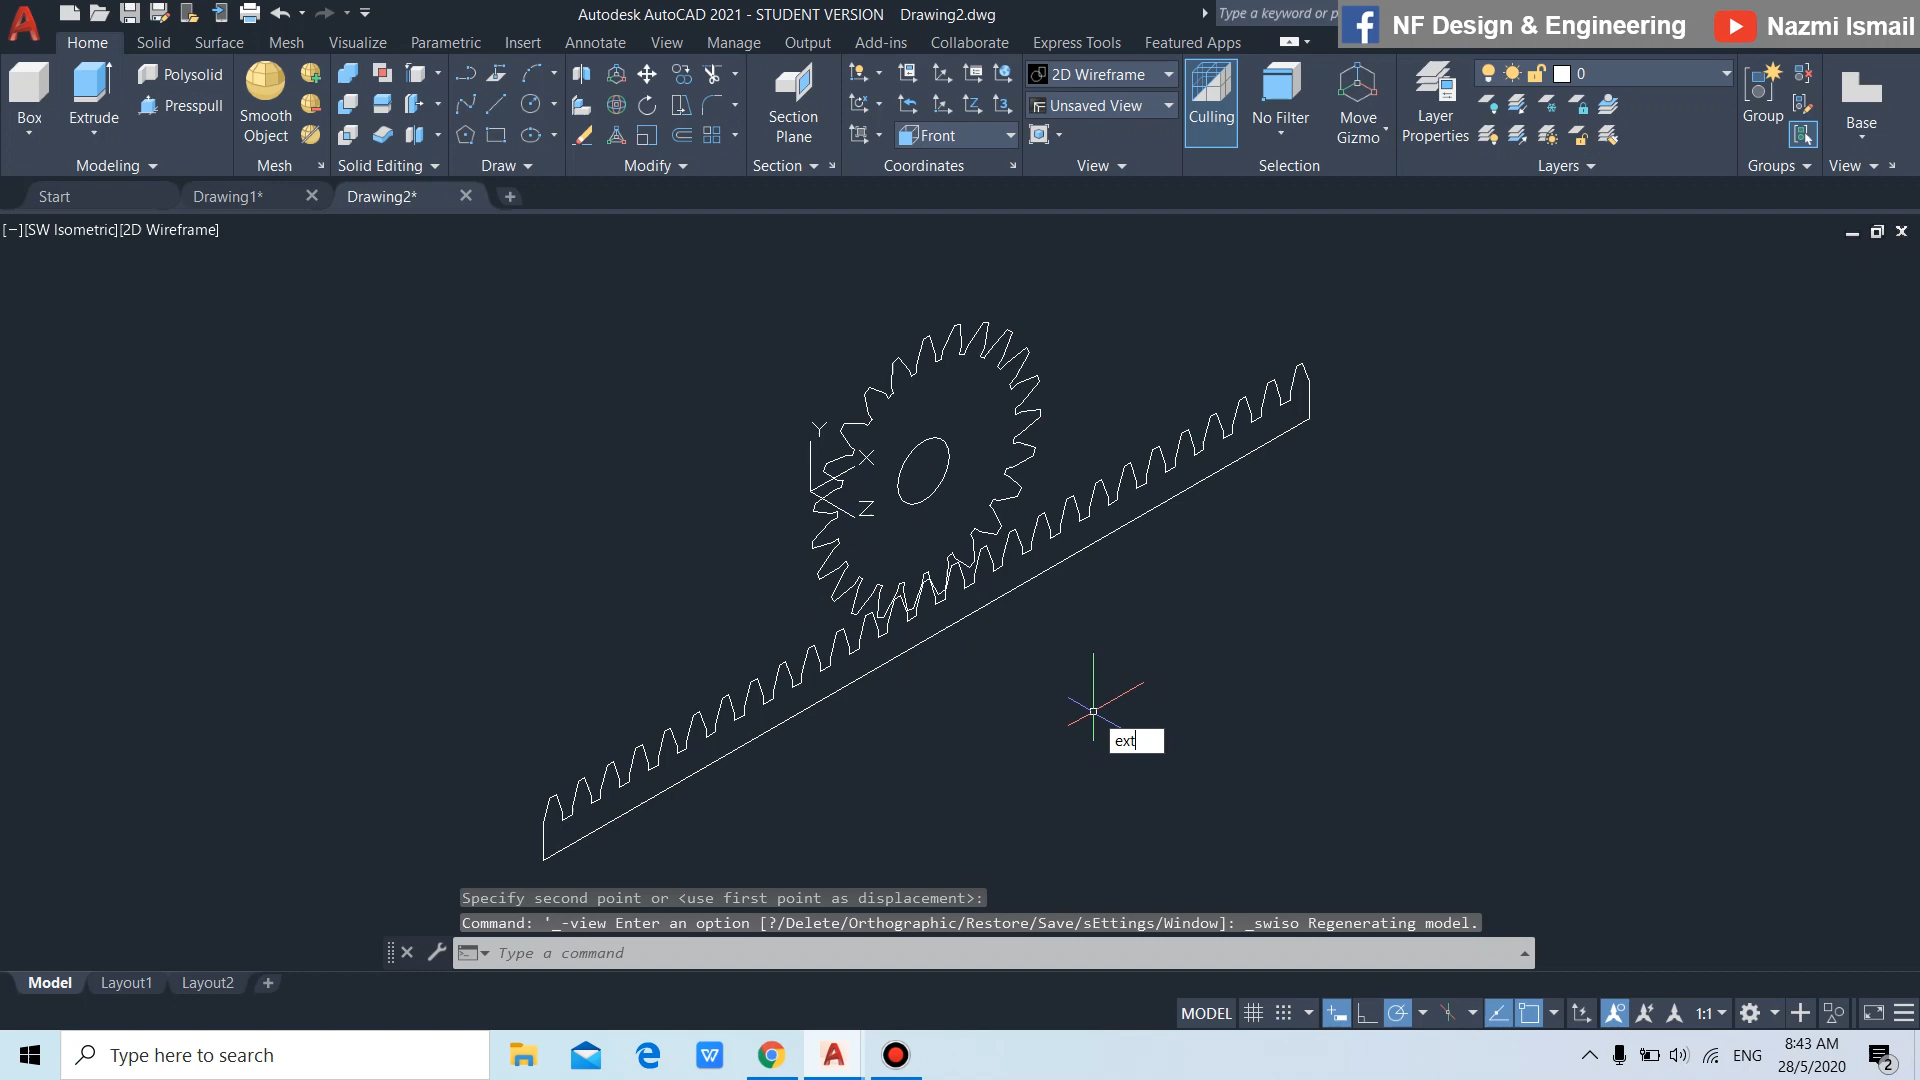 Autodesk AutoCAD 2021 - STUDENT VERSION Drawing2.dwg
Type a keyword or p
NF Design & Engineering
Nazmi Ismail
Home Solid Surface Mesh Visualize Parametric Insert Annotate View Manage Output Add-ins Collaborate Express Tools Featured Apps
Box
Extrude
Polysolid
Presspull
Smooth
Object
Section
Plane
Front
2D Wireframe
Unsaved View
Culling
No Filter
Move
Gizmo
Layer
Properties
0
Group
Base
Modeling
Mesh
Solid Editing
Draw
Modify
Section
Coordinates
View
Selection
Layers
Groups
View
Start
Drawing1*
Drawing2*
[−][SW Isometric][2D Wireframe]
Y
X
Z
ext
Specify second point or <use first point as displacement>:
Command: '_-view Enter an option [?/Delete/Orthographic/Restore/Save/sEttings/Window]: _swiso Regenerating model.
Type a command
Model Layout1 Layout2
MODEL
1:1
Type here to search
ENG
8:43 AM
28/5/2020
2